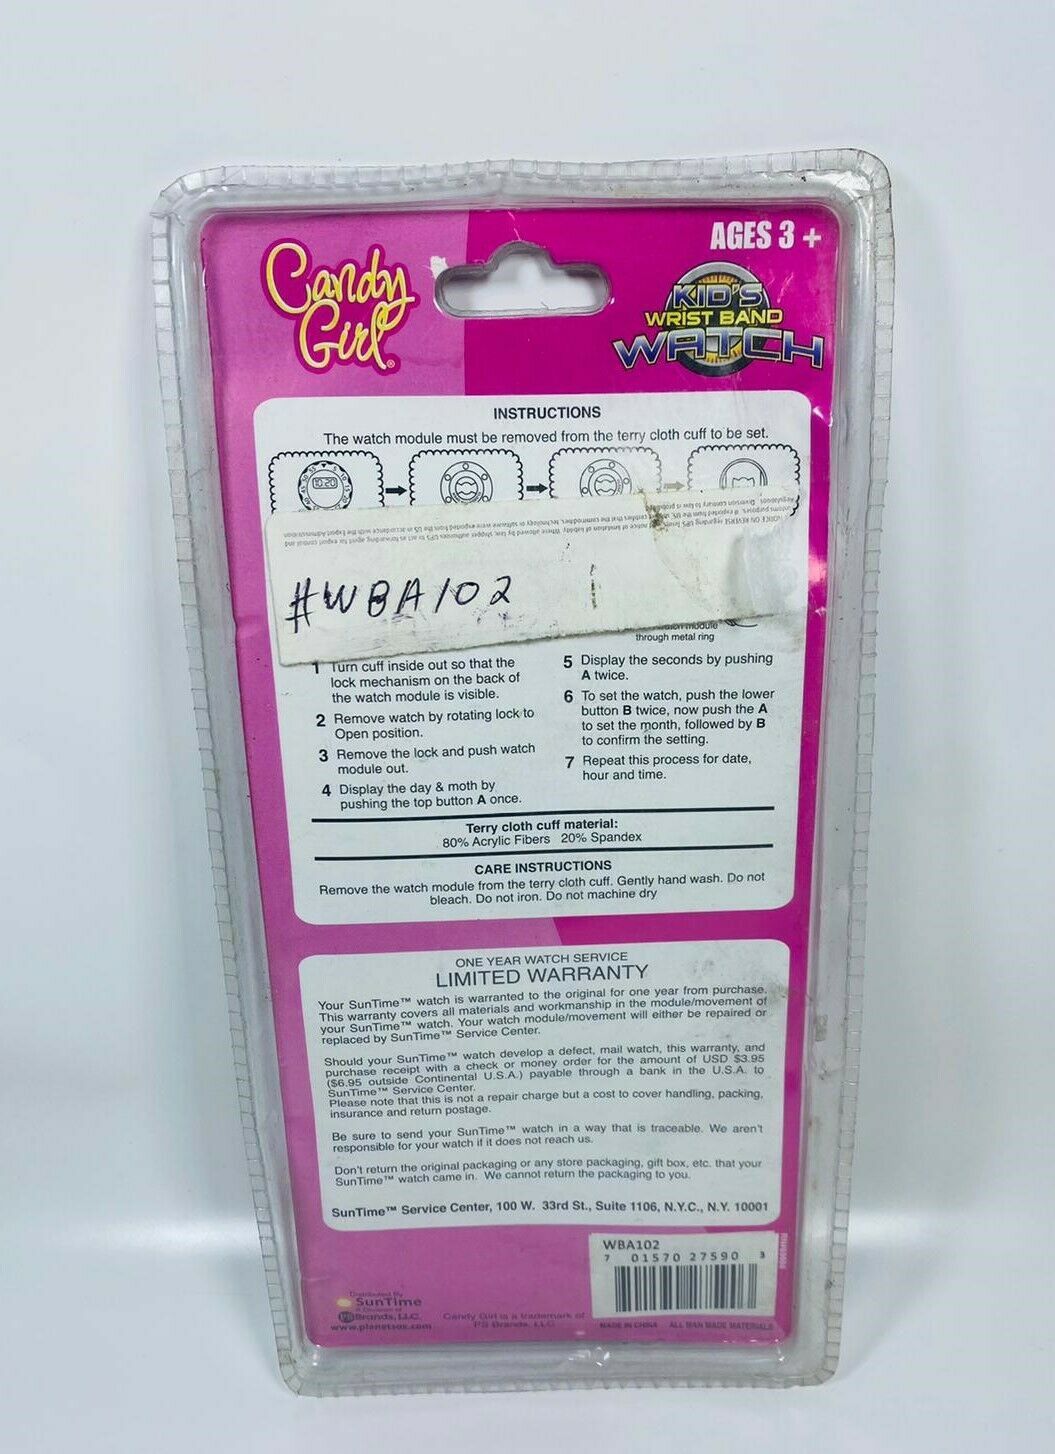 AGES 3 +
Candy
Girl®
KID'S
WRIST BAND
WATCH
INSTRUCTIONS
The watch module must be removed from the terry cloth cuff to be set.
10:20
#WBA102
through metal ring
1 Turn cuff inside out so that the
lock mechanism on the back of
the watch module is visible.
2 Remove watch by rotating lock to
Open position.
3 Remove the lock and push watch
module out.
4 Display the day & moth by
pushing the top button A once.
5 Display the seconds by pushing
A twice.
6 To set the watch, push the lower
button B twice, now push the A
to set the month, followed by B
to confirm the setting.
7 Repeat this process for date,
hour and time.
Terry cloth cuff material:
80% Acrylic Fibers 20% Spandex
CARE INSTRUCTIONS
Remove the watch module from the terry cloth cuff. Gently hand wash. Do not
bleach. Do not iron. Do not machine dry
ONE YEAR WATCH SERVICE
LIMITED WARRANTY
Your SunTime™ watch is warranted to the original for one year from purchase.
This warranty covers all materials and workmanship in the module/movement of
your SunTime™ watch. Your watch module/movement will either be repaired or
replaced by SunTime™ Service Center.
Should your SunTime™ watch develop a defect, mail watch, this warranty, and
purchase receipt with a check or money order for the amount of USD $3.95
($6.95 outside Continental U.S.A.) payable through a bank in the U.S.A. to
SunTime™ Service Center.
Please note that this is not a repair charge but a cost to cover handling, packing,
insurance and return postage.
Be sure to send your SunTime™ watch in a way that is traceable. We aren't
responsible for your watch if it does not reach us.
Don't return the original packaging or any store packaging, gift box, etc. that your
SunTime™ watch came in. We cannot return the packaging to you.
SunTime™ Service Center, 100 W. 33rd St., Suite 1106, N.Y.C., N.Y. 10001
WBA102
7 01570 27590 3
Distributed By
SunTime
A Division of
PSBrands, LLC.
www.planetsox.com
Candy Girl is a trademark of
PS Brands, LLC
MADE IN CHINA ALL MAN MADE MATERIALS